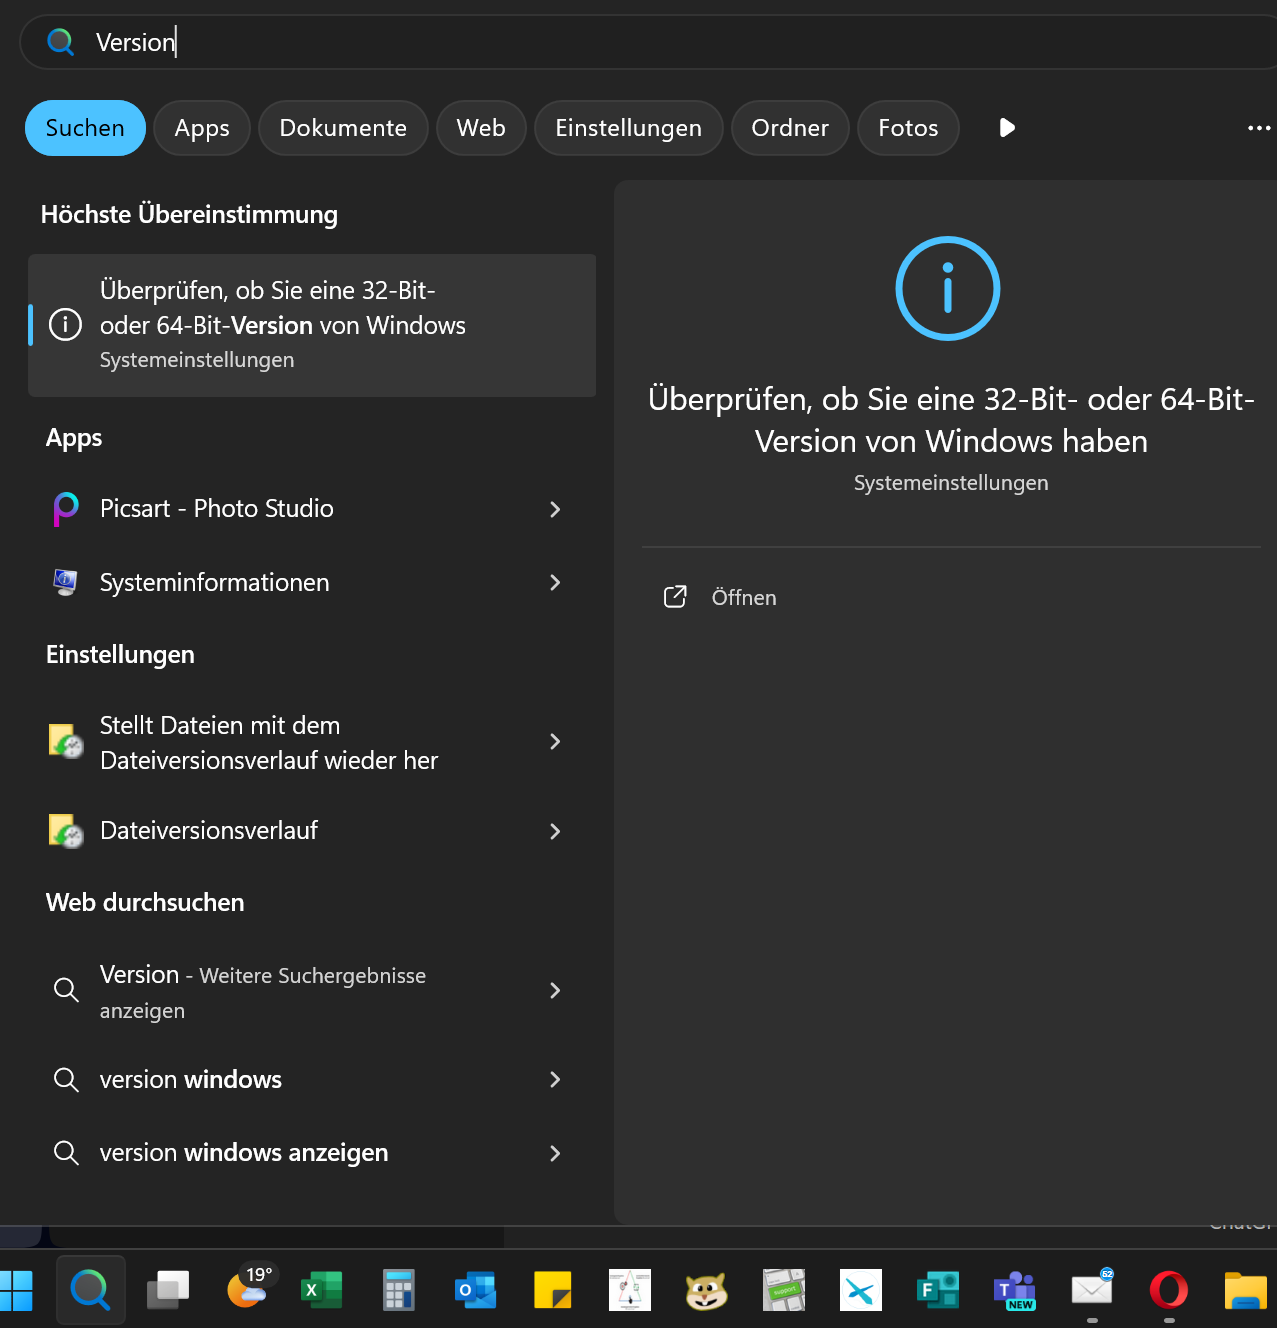 Version
Suchen Apps Dokumente Web Einstellungen Ordner Fotos
Höchste Übereinstimmung
Überprüfen, ob Sie eine 32-Bit-
oder 64-Bit-Version von Windows
Systemeinstellungen
Apps
Picsart - Photo Studio
Systeminformationen
Einstellungen
Stellt Dateien mit dem
Dateiversionsverlauf wieder her
Dateiversionsverlauf
Web durchsuchen
Version - Weitere Suchergebnisse
anzeigen
version windows
version windows anzeigen
Überprüfen, ob Sie eine 32-Bit- oder 64-Bit-
Version von Windows haben
Systemeinstellungen
Öffnen
19°
X
O
support
F
T
NEW
52